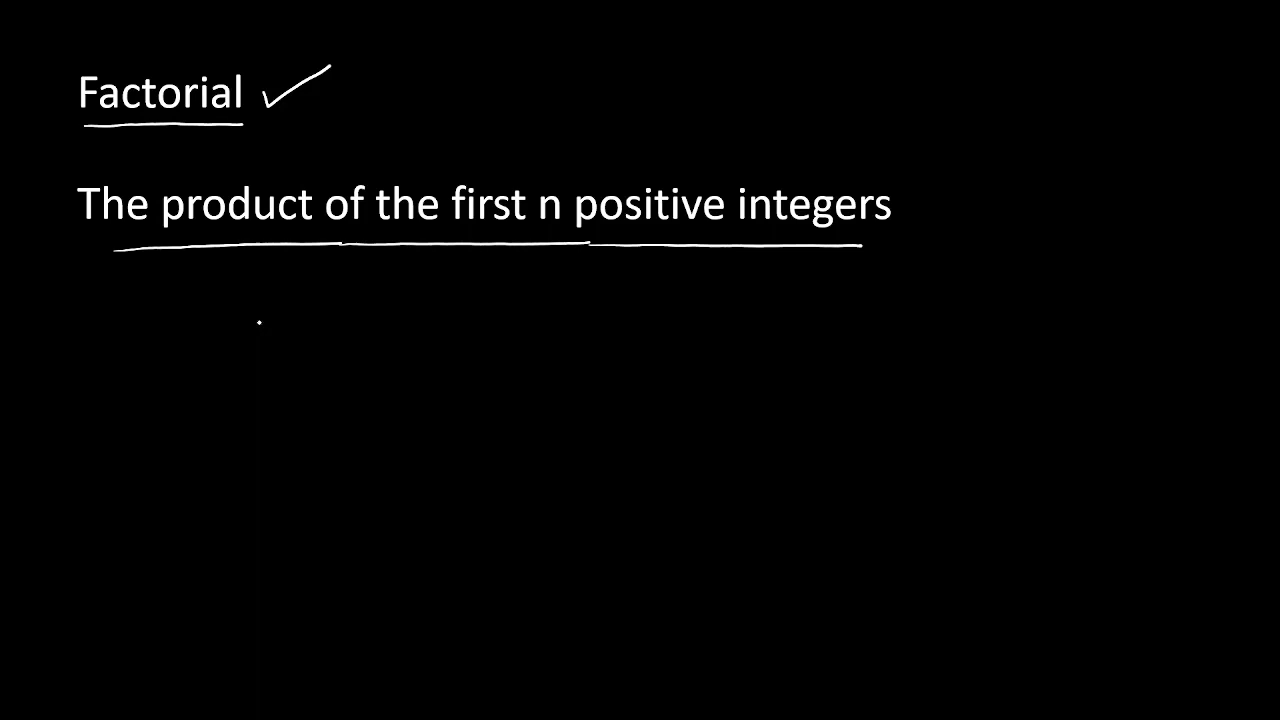 Factorial
The product of the first n positive integers